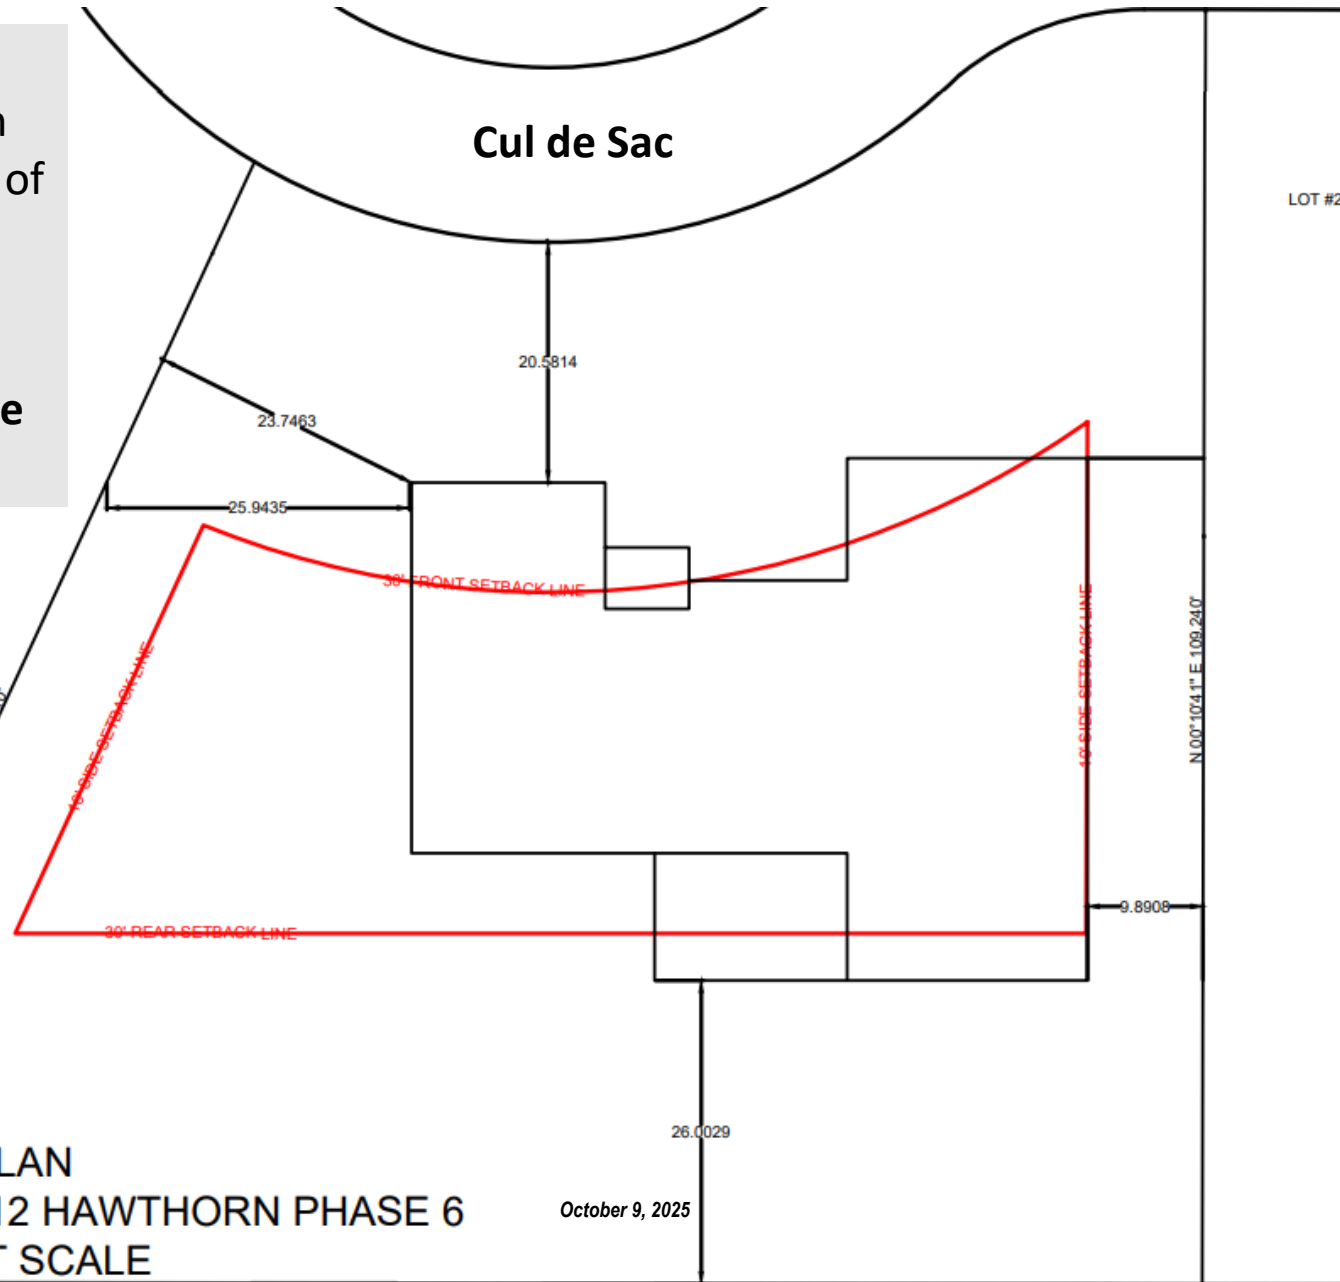 of
e
Cul de Sac
LOT #2
20.5814
23.7463
25.9435
30' FRONT SETBACK LINE
10' SIDE SETBACK LINE
10' SIDE SETBACK LINE
N 00°10'41" E 109.240'
30' REAR SETBACK LINE
9.8908
26.0029
LAN
12 HAWTHORN PHASE 6
October 9, 2025
T SCALE